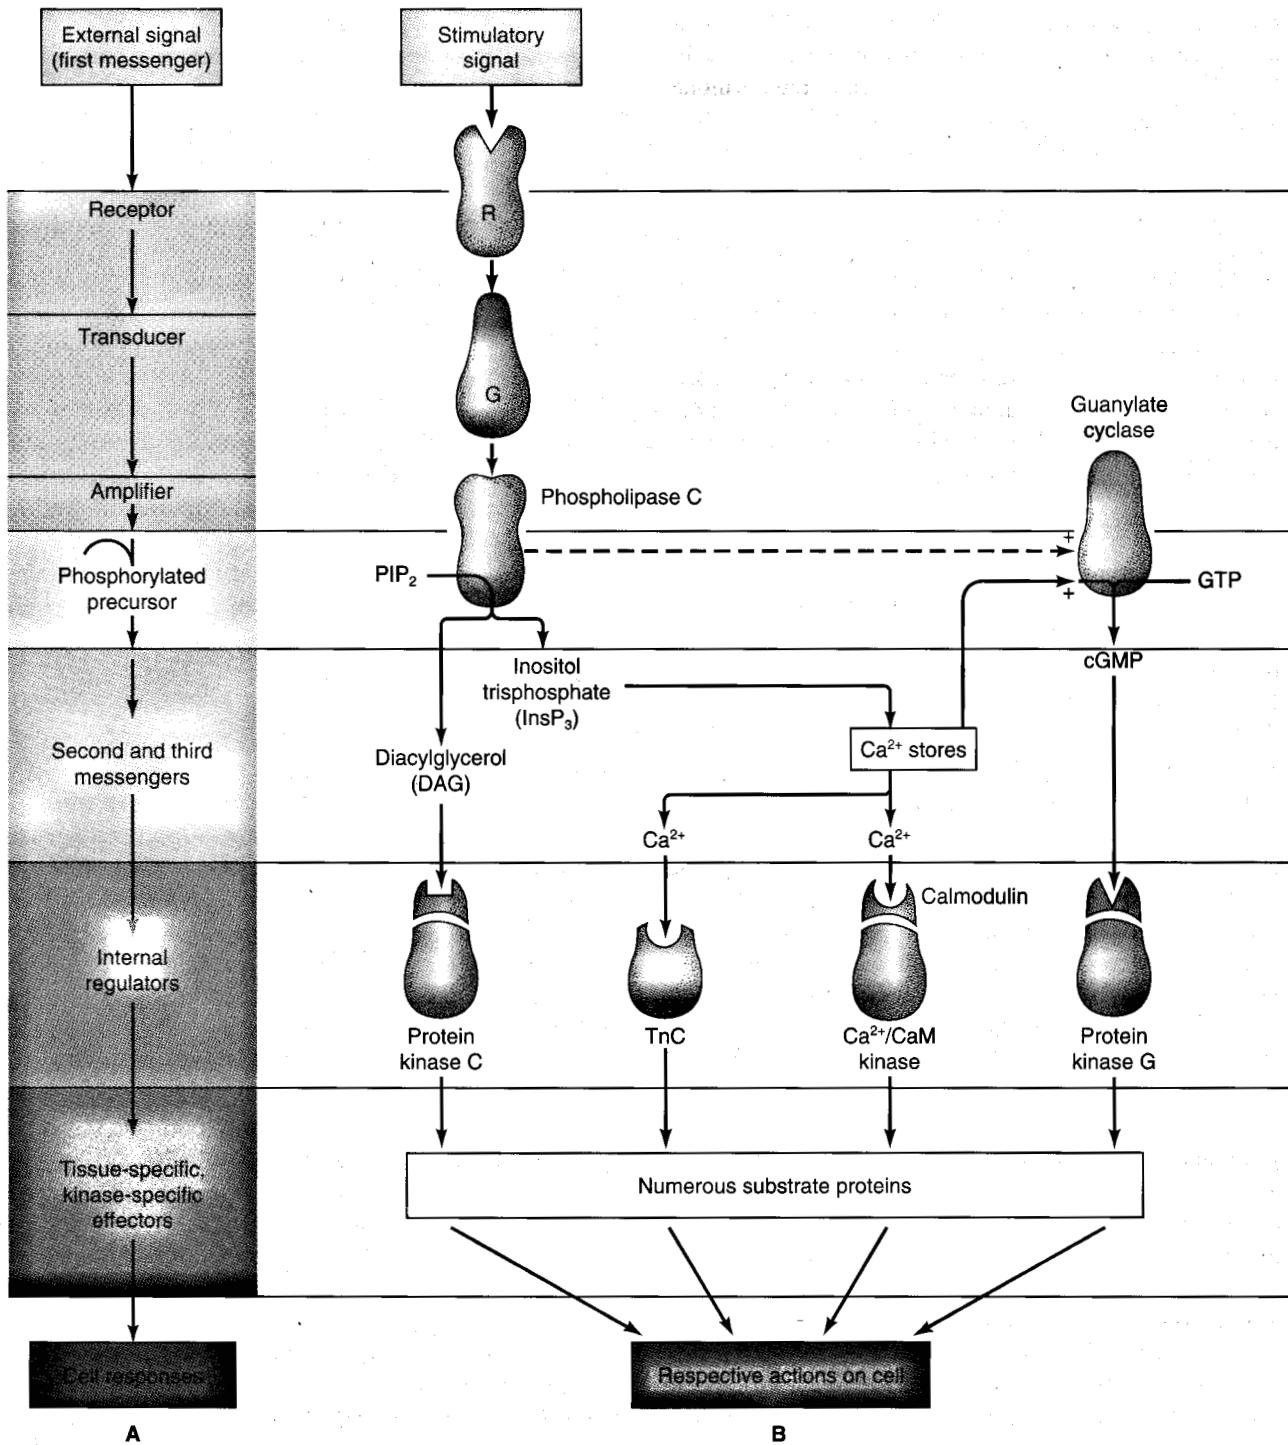 External signal
(first messenger)
Receptor
Transducer
Amplifier
Phosphorylated
precursor
Second and third
messengers
Internal
regulators
Tissue-specific,
kinase-specific
effectors
Cell responses
A
Stimulatory
signal
R
G
Phospholipase C
Guanylate
cyclase
+
PIP₂
+
GTP
Inositol
trisphosphate
(InsP₃)
cGMP
Diacylglycerol
(DAG)
Ca²⁺ stores
Ca²⁺
Ca²⁺
Calmodulin
Protein
kinase C
TnC
Ca²⁺/CaM
kinase
Protein
kinase G
Numerous substrate proteins
Respective actions on cell
B